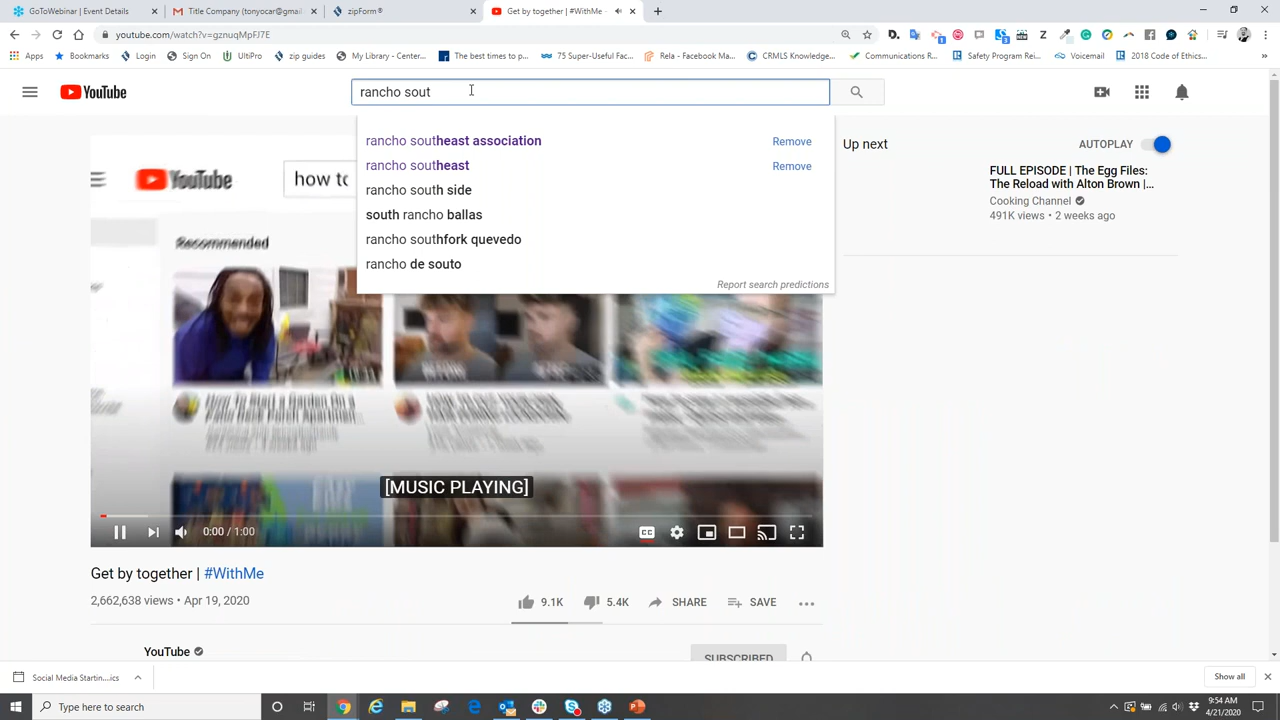 GoToWebinar | Event Details
Title Company (tonyocar@gmail
zipForm®
Get by together | #WithMe
youtube.com/watch?v=gznuqMpFJ7E
Apps
Bookmarks
Login
Sign On
UltiPro
zip guides
My Library - Center...
The best times to p...
75 Super-Useful Fac...
Rela - Facebook Ma...
CRMLS Knowledge...
Communications R...
Safety Program Rei...
Voicemail
2018 Code of Ethics...
YouTube
rancho sout
rancho southeast association
Remove
rancho southeast
Remove
rancho south side
south rancho ballas
rancho southfork quevedo
rancho de souto
Report search predictions
YouTube
how to
Recommended
[MUSIC PLAYING]
0:00 / 1:00
CC
Up next
AUTOPLAY
FULL EPISODE | The Egg Files:
The Reload with Alton Brown |...
Cooking Channel
491K views • 2 weeks ago
Get by together | #WithMe
2,662,638 views • Apr 19, 2020
9.1K
5.4K
SHARE
SAVE
YouTube
SUBSCRIBED
Social Media Startin....ics
Show all
Type here to search
9:54 AM
4/21/2020